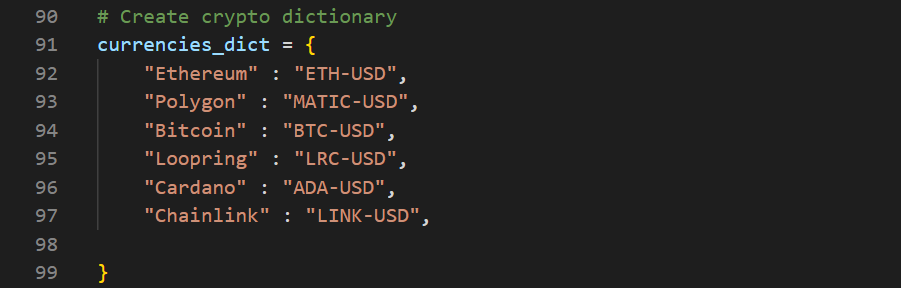 90 # Create crypto dictionary
91 currencies_dict = {
92 "Ethereum" : "ETH-USD",
93 "Polygon" : "MATIC-USD",
94 "Bitcoin" : "BTC-USD",
95 "Loopring" : "LRC-USD",
96 "Cardano" : "ADA-USD",
97 "Chainlink" : "LINK-USD",
98
99 }